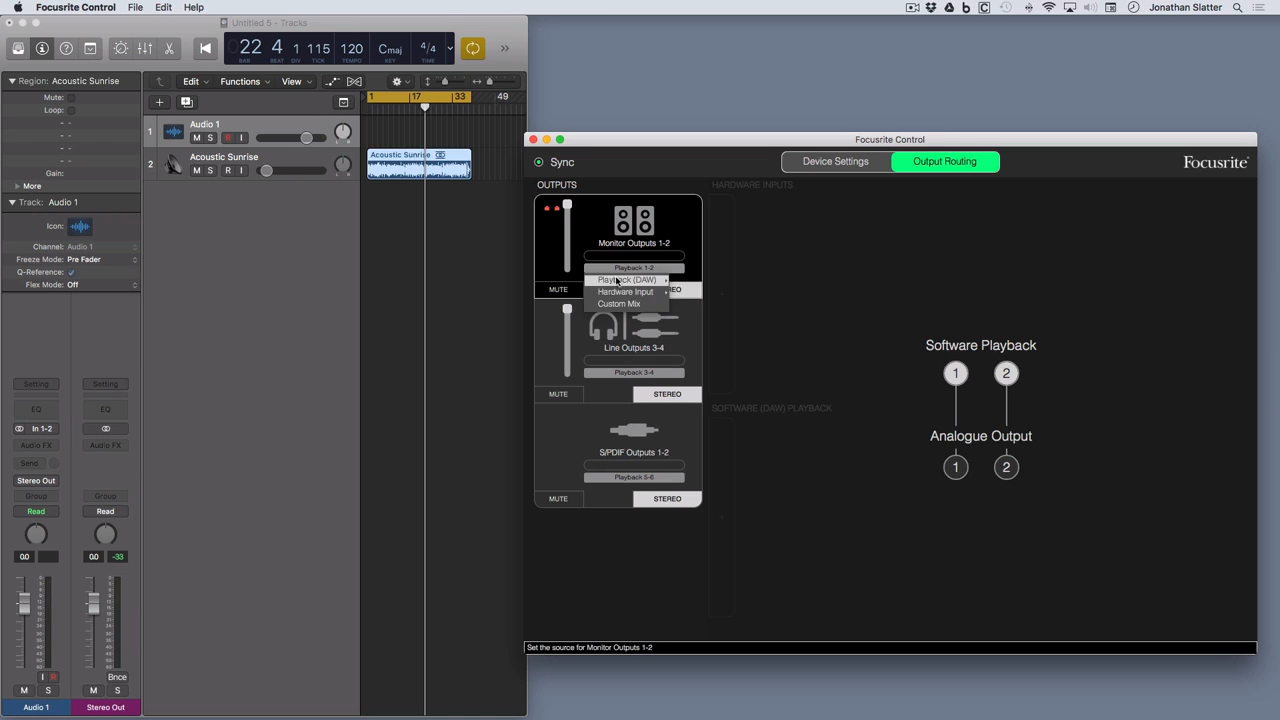 Focusrite Control File Edit Help
Jonathan Slatter
Untitled 5 - Tracks
22 4 1 115 120 Cmaj 4/4
BAR BEAT DIV TICK TEMPO KEY TIME
Region: Acoustic Sunrise
Edit Functions View
Mute:
Loop:
Gain:
More
Track: Audio 1
Icon:
Channel: Audio 1
Freeze Mode: Pre Fader
Q-Reference:
Flex Mode: Off
1 17 33 49
1 Audio 1
M S R I
L R
2 Acoustic Sunrise
M S R I
L R
Acoustic Sunrise
Setting Setting
EQ EQ
In 1-2
Audio FX Audio FX
Send
Stereo Out
Group Group
Read Read
0.0 0.0 -33
I R Bnce
M S M S
Audio 1 Stereo Out
Focusrite Control
Sync
Device Settings Output Routing
Focusrite
OUTPUTS
HARDWARE INPUTS
Monitor Outputs 1-2
Playback 1-2
MUTE
Playback (DAW)
Hardware Input
Custom Mix
Line Outputs 3-4
Playback 3-4
MUTE STEREO
SOFTWARE (DAW) PLAYBACK
S/PDIF Outputs 1-2
Playback 5-6
MUTE STEREO
Software Playback
1 2
Analogue Output
1 2
Set the source for Monitor Outputs 1-2